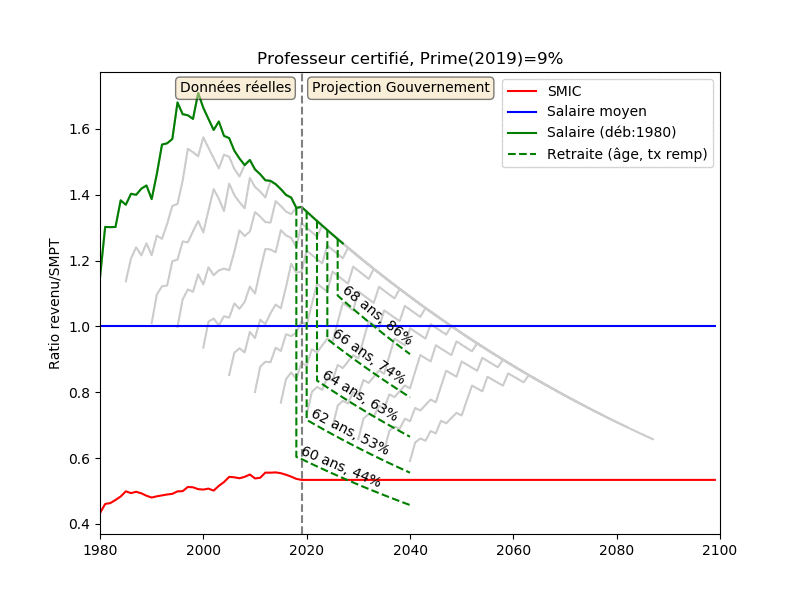 Professeur certifié, Prime(2019)=9%
Données réelles
Projection Gouvernement
SMIC
Salaire moyen
Salaire (déb:1980)
Retraite (âge, tx remp)
Ratio revenu/SMPT
1.6
1.4
1.2
1.0
0.8
0.6
0.4
68 ans, 86%
66 ans, 74%
64 ans, 63%
62 ans, 53%
60 ans, 44%
1980
2000
2020
2040
2060
2080
2100